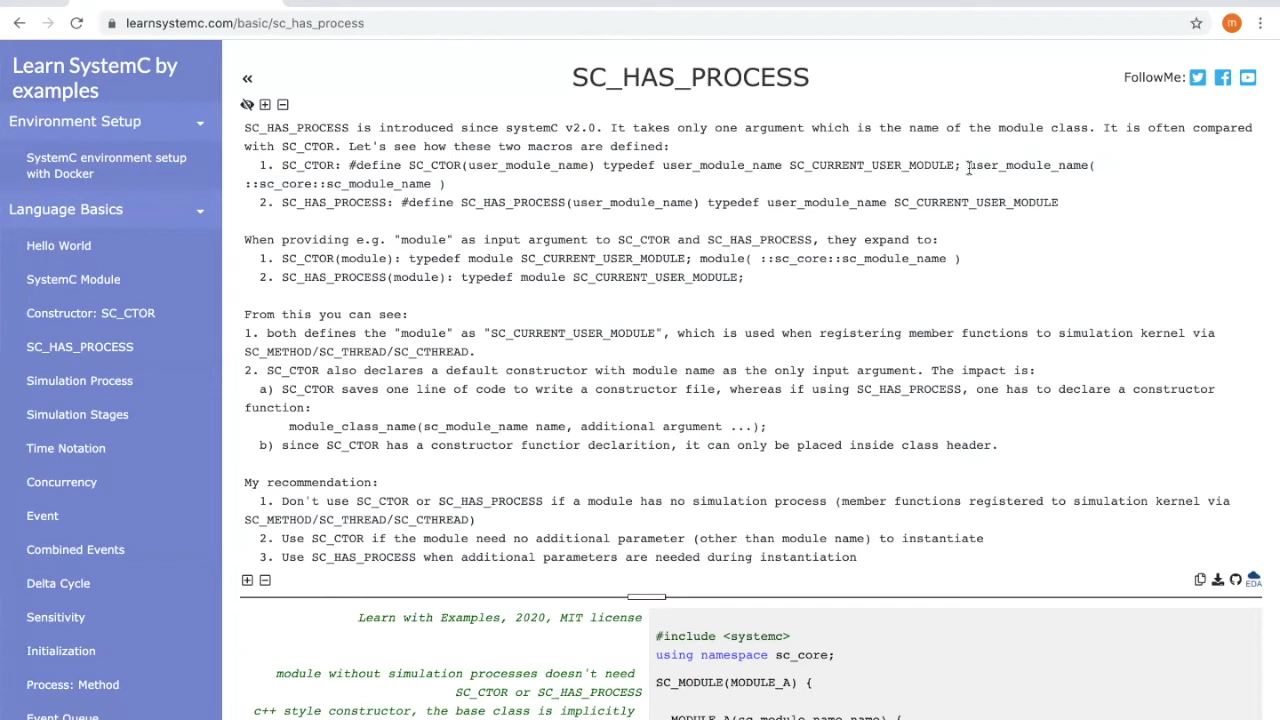 learnsystemc.com/basic/sc_has_process
m
Learn SystemC by
examples
Environment Setup
SystemC environment setup
with Docker
Language Basics
Hello World
SystemC Module
Constructor: SC_CTOR
SC_HAS_PROCESS
Simulation Process
Simulation Stages
Time Notation
Concurrency
Event
Combined Events
Delta Cycle
Sensitivity
Initialization
Process: Method
Event Queue
«
SC_HAS_PROCESS
FollowMe:
SC_HAS_PROCESS is introduced since systemC v2.0. It takes only one argument which is the name of the module class. It is often compared
with SC_CTOR. Let's see how these two macros are defined:
1. SC_CTOR: #define SC_CTOR(user_module_name) typedef user_module_name SC_CURRENT_USER_MODULE; user_module_name(
::sc_core::sc_module_name )
2. SC_HAS_PROCESS: #define SC_HAS_PROCESS(user_module_name) typedef user_module_name SC_CURRENT_USER_MODULE
When providing e.g. "module" as input argument to SC_CTOR and SC_HAS_PROCESS, they expand to:
1. SC_CTOR(module): typedef module SC_CURRENT_USER_MODULE; module( ::sc_core::sc_module_name )
2. SC_HAS_PROCESS(module): typedef module SC_CURRENT_USER_MODULE;
From this you can see:
1. both defines the "module" as "SC_CURRENT_USER_MODULE", which is used when registering member functions to simulation kernel via
SC_METHOD/SC_THREAD/SC_CTHREAD.
2. SC_CTOR also declares a default constructor with module name as the only input argument. The impact is:
a) SC_CTOR saves one line of code to write a constructor file, whereas if using SC_HAS_PROCESS, one has to declare a constructor
function:
module_class_name(sc_module_name name, additional argument ...);
b) since SC_CTOR has a constructor functior declarition, it can only be placed inside class header.
My recommendation:
1. Don't use SC_CTOR or SC_HAS_PROCESS if a module has no simulation process (member functions registered to simulation kernel via
SC_METHOD/SC_THREAD/SC_CTHREAD)
2. Use SC_CTOR if the module need no additional parameter (other than module name) to instantiate
3. Use SC_HAS_PROCESS when additional parameters are needed during instantiation
EDA
Learn with Examples, 2020, MIT license
module without simulation processes doesn't need
SC_CTOR or SC_HAS_PROCESS
c++ style constructor, the base class is implicitly
#include <systemc>
using namespace sc_core;
SC_MODULE(MODULE_A) {
MODULE_A(sc_module_name name) {